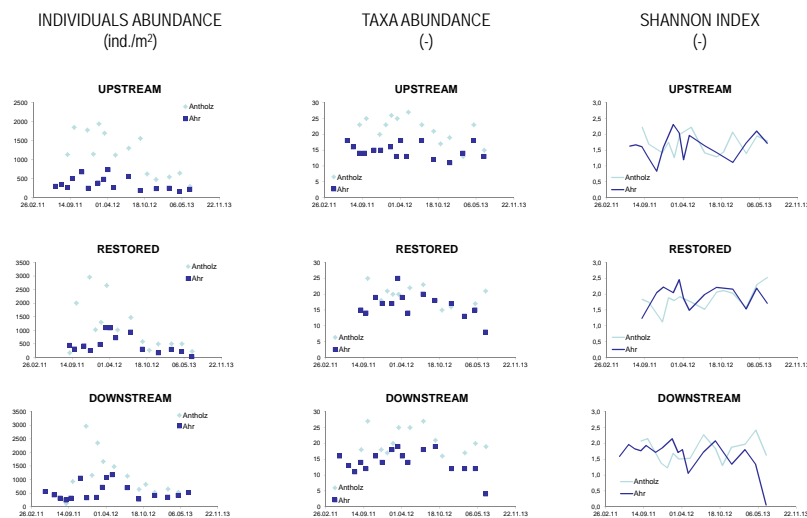 INDIVIDUALS ABUNDANCE
(ind./m²)
TAXA ABUNDANCE
(-)
SHANNON INDEX
(-)
UPSTREAM
2500
2000
1500
1000
500
0
26.02.11 14.09.11 01.04.12 18.10.12 06.05.13 22.11.13
Antholz
Ahr
UPSTREAM
30
25
20
15
10
5
0
26.02.11 14.09.11 01.04.12 18.10.12 06.05.13 22.11.13
Antholz
Ahr
UPSTREAM
3,0
2,5
2,0
1,5
1,0
0,5
0,0
26.02.11 14.09.11 01.04.12 18.10.12 06.05.13 22.11.1
Antholz
Ahr
RESTORED
3500
3000
2500
2000
1500
1000
500
0
26.02.11 14.09.11 01.04.12 18.10.12 06.05.13 22.11.13
Antholz
Ahr
RESTORED
30
25
20
15
10
5
0
26.02.11 14.09.11 01.04.12 18.10.12 06.05.13 22.11.13
Antholz
Ahr
RESTORED
3,0
2,5
2,0
1,5
1,0
0,5
0,0
26.02.11 14.09.11 01.04.12 18.10.12 06.05.13 22.11.1
Antholz
Ahr
DOWNSTREAM
3500
3000
2500
2000
1500
1000
500
0
26.02.11 14.09.11 01.04.12 18.10.12 06.05.13 22.11.13
Antholz
Ahr
DOWNSTREAM
30
25
20
15
10
5
0
26.02.11 14.09.11 01.04.12 18.10.12 06.05.13 22.11.13
Antholz
Ahr
DOWNSTREAM
3,0
2,5
2,0
1,5
1,0
0,5
0,0
26.02.11 14.09.11 01.04.12 18.10.12 06.05.13 22.11.1
Antholz
Ahr